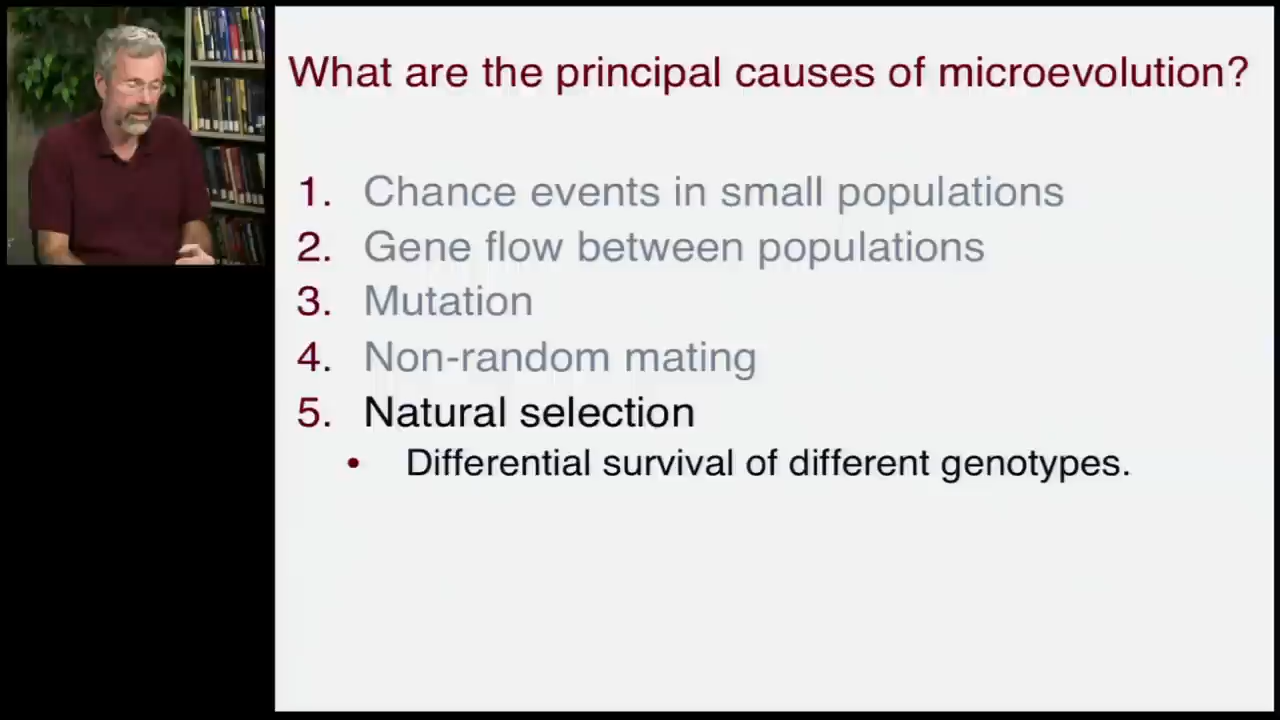 What are the principal causes of microevolution?
1. Chance events in small populations
2. Gene flow between populations
3. Mutation
4. Non-random mating
5. Natural selection
• Differential survival of different genotypes.